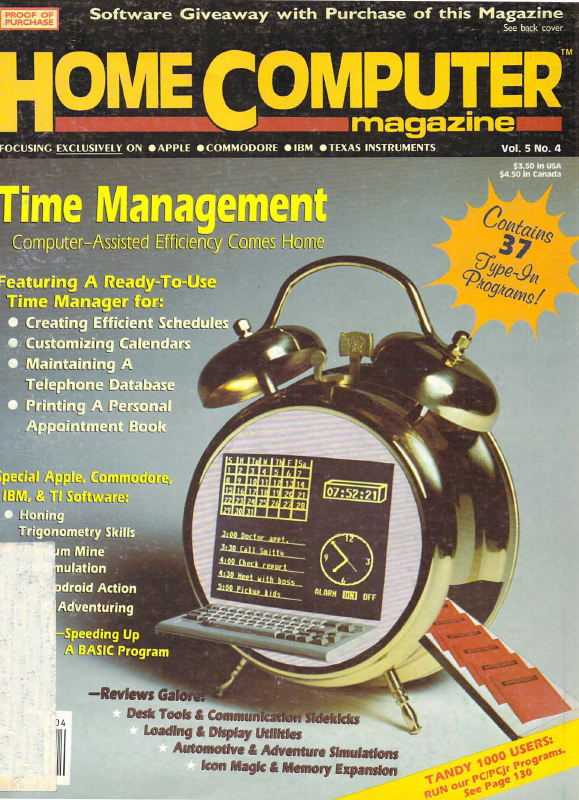 PROOF OF
PURCHASE
Software Giveaway with Purchase of this Magazine
See back cover
HOME COMPUTER™
magazine
FOCUSING EXCLUSIVELY ON ● APPLE ● COMMODORE ● IBM ● TEXAS INSTRUMENTS
Vol. 5 No. 4
$3.50 in USA
$4.50 in Canada
Time Management
Computer-Assisted Efficiency Comes Home
Contains
37
Type-In
Programs!
Featuring A Ready-To-Use
Time Manager for:
● Creating Efficient Schedules
● Customizing Calendars
● Maintaining A
Telephone Database
● Printing A Personal
Appointment Book
S M Tu W Th F Sa
1 2 3 4 5 6 7
8 9 10 11 12 13 14
15 16 17 18 19 20 21
22 23 24 25 26 27 28
29 30 31
07:52:21
3:00 Doctor appt.
3:30 Call Smitty
4:00 Check report
4:30 Meet with boss
5:00 Pickup kids
12
9 3
6
ALARM ON OFF
Special Apple, Commodore,
IBM, & TI Software:
● Honing
Trigonometry Skills
Mine
Action
Adventuring
—Speeding Up
A BASIC Program
—Reviews Galore:
★ Desk Tools & Communication Sidekicks
★ Loading & Display Utilities
★ Automotive & Adventure Simulations
★ Icon Magic & Memory Expansion
04
TANDY 1000 USERS:
RUN our PC/PCjr Programs.
See Page 130